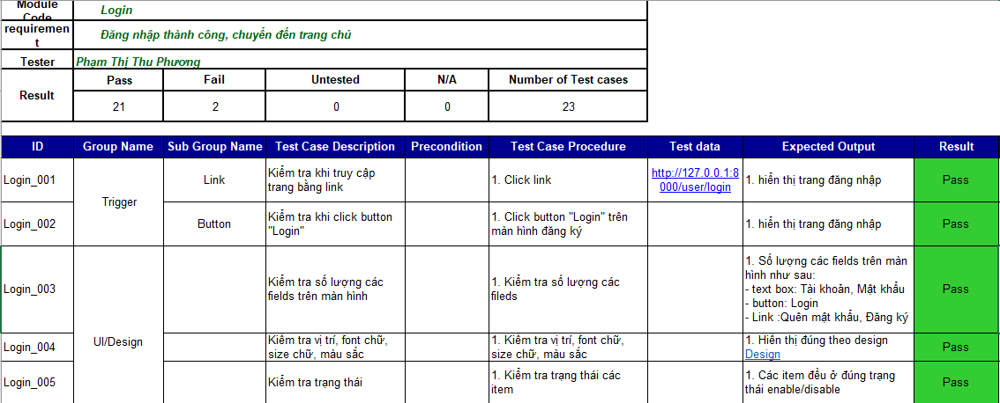 Module
Code
Login
requiremen
t
Đăng nhập thành công, chuyển đến trang chủ
Tester
Phạm Thị Thu Phương
Result
Pass
Fail
Untested
N/A
Number of Test cases
21
2
0
0
23
ID
Group Name
Sub Group Name
Test Case Description
Precondition
Test Case Procedure
Test data
Expected Output
Result
Login_001
Trigger
Link
Kiểm tra khi truy cập
trang bằng link
1. Click link
http://127.0.0.1:8
000/user/login
1. hiển thị trang đăng nhập
Pass
Login_002
Button
Kiểm tra khi click button
"Login"
1. Click button "Login" trên
màn hình đăng ký
1. hiển thị trang đăng nhập
Pass
Login_003
UI/Design
Kiểm tra số lượng các
fields trên màn hình
1. Kiểm tra số lượng các
fileds
1. Số lượng các fields trên màn
hình như sau:
- text box: Tài khoản, Mật khẩu
- button: Login
- Link :Quên mật khẩu, Đăng ký
Pass
Login_004
Kiểm tra vị trí, font chữ,
size chữ, màu sắc
1. Kiểm tra vị trí, font chữ,
size chữ, màu sắc
1. Hiển thị đúng theo design
Design
Pass
Login_005
Kiểm tra trạng thái
1. Kiểm tra trạng thái các
item
1. Các item đều ở đúng trạng
thái enable/disable
Pass